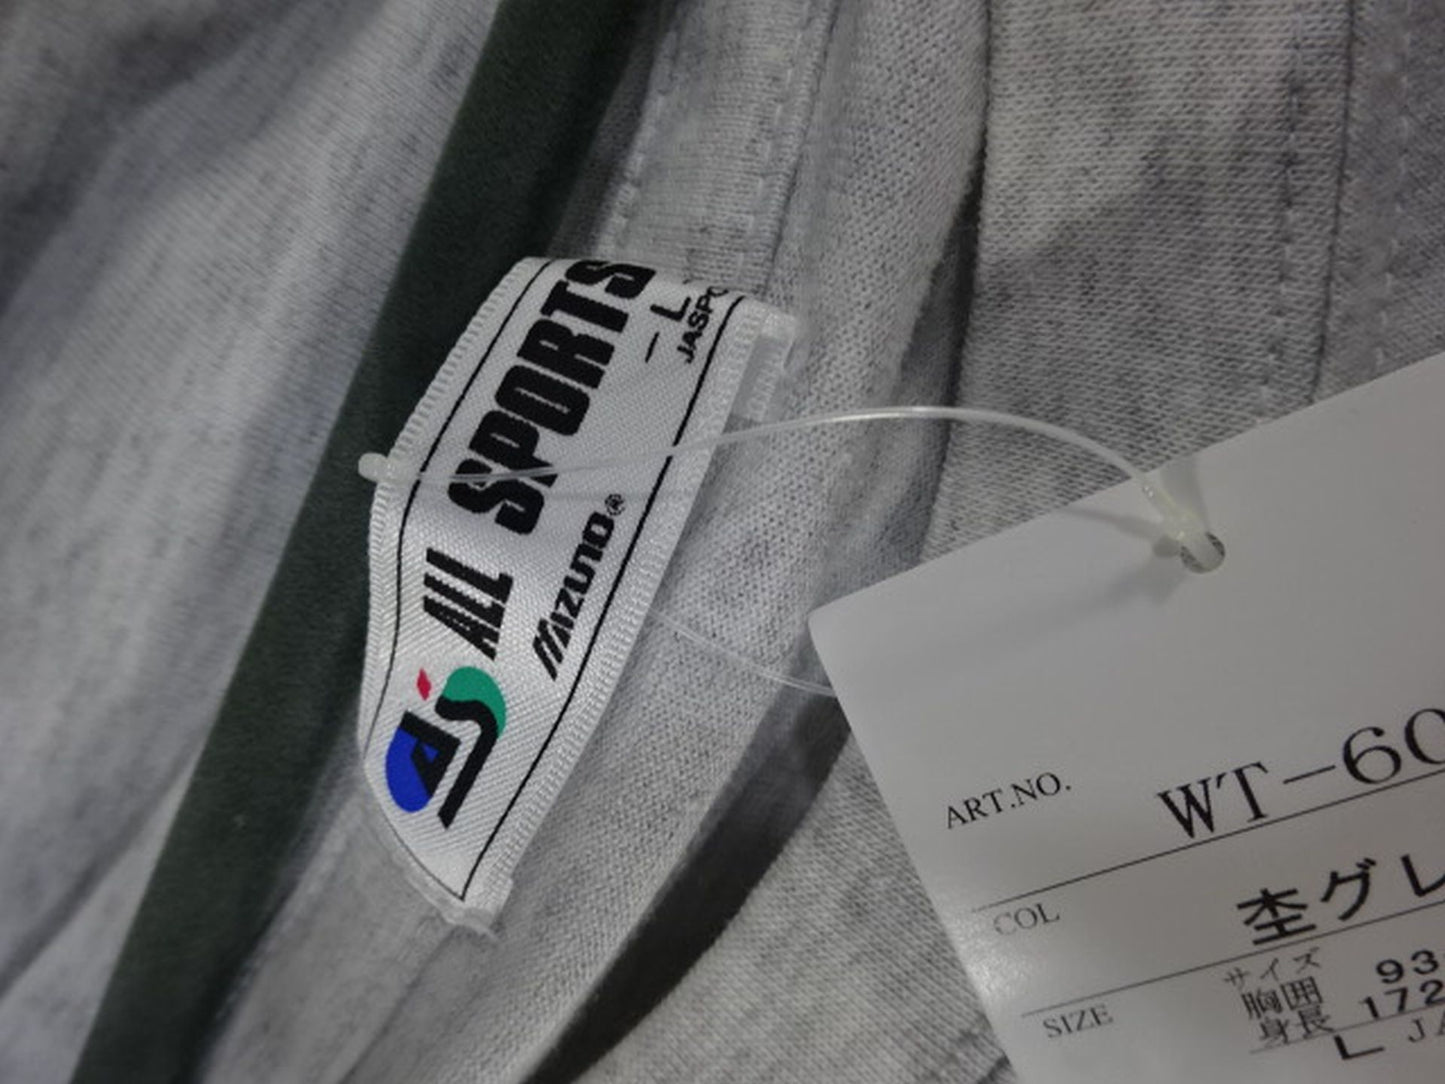 ALL SPORTS
MIZUNO®
L
ART.NO. WT-60
COL 杢グレ
SIZE サイズ
胸囲 93
身長 172
L